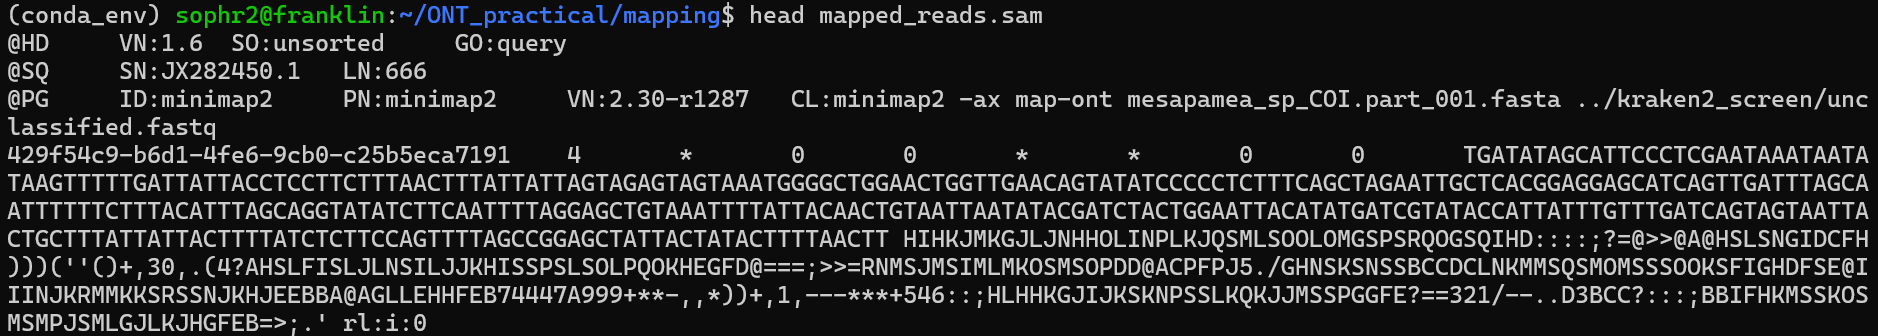 (conda_env) sophr2@franklin:~/ONT_practical/mapping$ head mapped_reads.sam
@HD     VN:1.6  SO:unsorted     GO:query
@SQ     SN:JX282450.1   LN:666
@PG     ID:minimap2     PN:minimap2     VN:2.30-r1287   CL:minimap2 -ax map-ont mesapamea_sp_COI.part_001.fasta ../kraken2_screen/unc
lassified.fastq
429f54c9-b6d1-4fe6-9cb0-c25b5eca7191    4       *       0       0       *       *       0       0       TGATATAGCATTCCCTCGAATAAATAATA
TAAGTTTTTGATTATTACCTCCTTCTTTAACTTTATTATTAGTAGAGTAGTAAATGGGGCTGGAACTGGTTGAACAGTATATCCCCCTCTTTCAGCTAGAATTGCTCACGGAGGAGCATCAGTTGATTTAGCA
ATTTTTTCTTTACATTTAGCAGGTATATCTTCAATTTTAGGAGCTGTAAATTTTATTACAACTGTAATTAATATACGATCTACTGGAATTACATATGATCGTATACCATTATTTGTTTGATCAGTAGTAATTA
CTGCTTTATTATTACTTTTATCTCTTCCAGTTTTAGCCGGAGCTATTACTATACTTTTAACTT HIHKJMKGJLJNHHOLINPLKJQSMLSOOLOMGSPSRQOGSQIHD::::;?=@>>@A@HSLSNGIDCFH
)))(''()+,30,.(4?AHSLFISLJLNSILJJKHISSPSLSOLPQOKHEGFD@===;>>=RNMSJMSIMLMKOSMSOPDD@ACPFPJ5./GHNSKSNSSBCCDCLNKMMSQSMOMSSSOOKSFIGHDFSE@I
IINJKRMMKKSRSSNJKHJEEBBA@AGLLEHHFEB74447A999+**-,,*))+,1,---***+546::;HLHHKGJIJKSKNPSSLKQKJJMSSPGGFE?==321/--..D3BCC?:::;BBIFHKMSSKOS
MSMPJSMLGJLKJHGFEB=>;.' rl:i:0